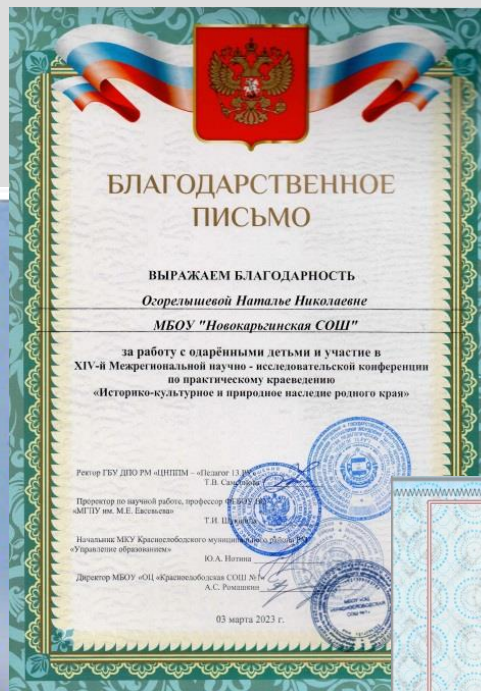 БЛАГОДАРСТВЕННОЕ
ПИСЬМО
ВЫРАЖАЕМ БЛАГОДАРНОСТЬ
Огорелышевой Наталье Николаевне
МБОУ "Новокарьгинская СОШ"
за работу с одарёнными детьми и участие в
XIV-й Межрегиональной научно - исследовательской конференции
по практическому краеведению
«Историко-культурное и природное наследие родного края»
Ректор ГБУ ДПО РМ «ЦНППМ – «Педагог 13.РУ»
Т.В.
Проректор по научной работе, профессор
«МГПУ им. М.Е. Евсевьева»
Т.И.
Начальник МКУ Краснослободского муниципального района РМ
«Управление образованием»
Ю.А. Нотина
Директор МБОУ «ОЦ «Краснослободская СОШ №1»
А.С. Ромашкин
03 марта 2023 г.